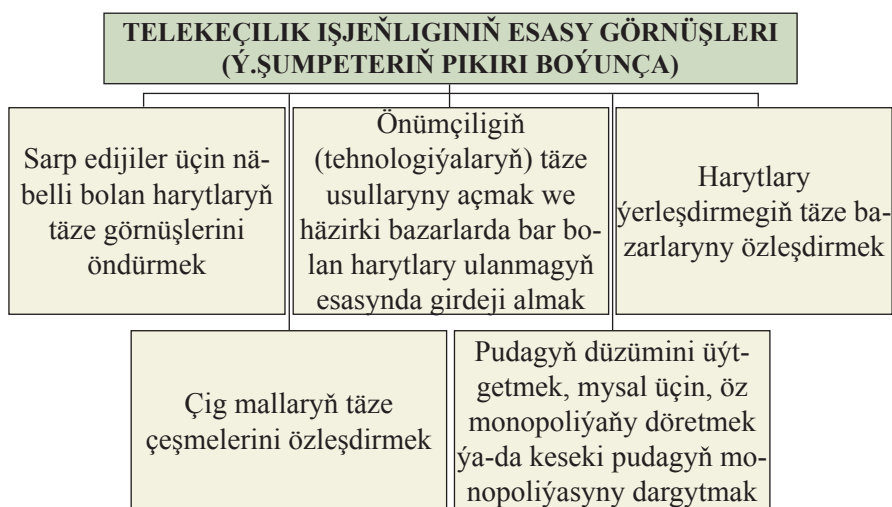 TELEKEÇILIK IŞJEŇLIGINIŇ ESASY GÖRNÜŞLERI
(Ý.ŞUMPETERIŇ PIKIRI BOÝUNÇA)
Sarp edijiler üçin nä-
belli bolan harytlaryň
täze görnüşlerini
öndürmek
Önümçiligiň
(tehnologiýalaryň) täze
usullaryny açmak we
häzirki bazarlarda bar bo-
lan harytlary ulanmagyň
esasynda girdeji almak
Harytlary
ýerleşdirmegiň täze ba-
zarlaryny özleşdirmek
Çig mallaryň täze
çeşmelerini özleşdirmek
Pudagyň düzümini üýt-
getmek, mysal üçin, öz
monopoliýaňy döretmek
ýa-da keseki pudagyň mo-
nopoliýasyny dargytmak